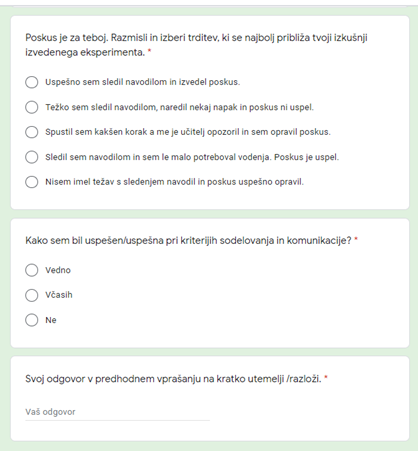 Poskus je za teboj. Razmisli in izberi trditev, ki se najbolj približa tvoji izkušnji
izvedenega eksperimenta. *
Uspešno sem sledil navodilom in izvedel poskus.
Težko sem sledil navodilom, naredil nekaj napak in poskus ni uspel.
Spustil sem kakšen korak a me je učitelj opozoril in sem opravil poskus.
Sledil sem navodilom in sem le malo potreboval vodenja. Poskus je uspel.
Nisem imel težav s sledenjem navodil in poskus uspešno opravil.
Kako sem bil uspešen/uspešna pri kriterijih sodelovanja in komunikacije? *
Vedno
Včasih
Ne
Svoj odgovor v predhodnem vprašanju na kratko utemelji /razloži. *
Vaš odgovor